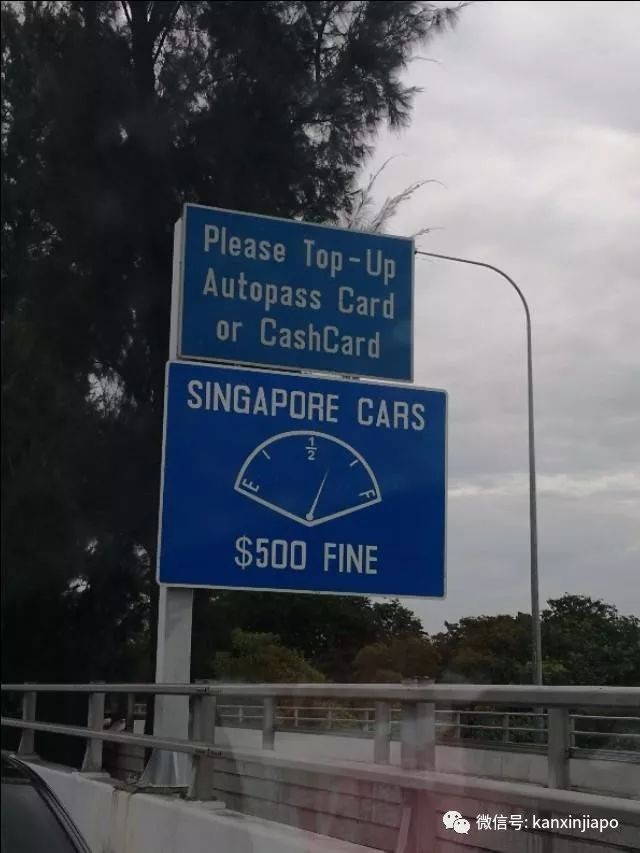 Please Top-Up
Autopass Card
or CashCard
SINGAPORE CARS
E 1/2 F
$500 FINE
微信号: kanxinjiapo